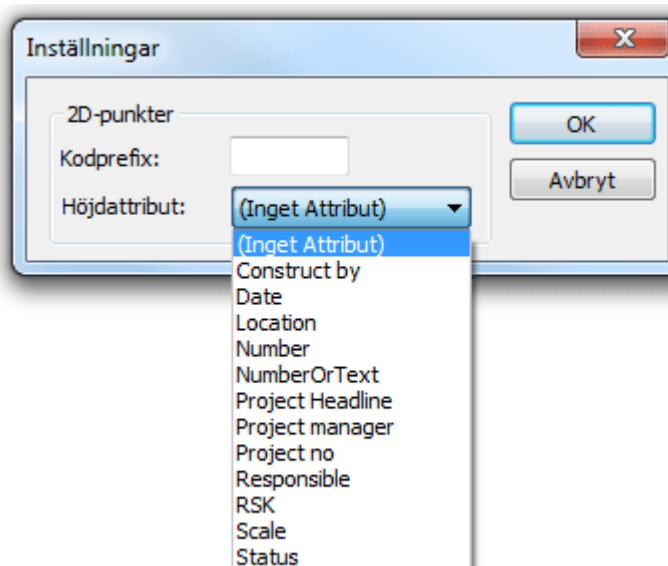 Inställningar
2D-punkter
OK
Kodprefix:
Avbryt
Höjdattribut:
(Inget Attribut)
(Inget Attribut)
Construct by
Date
Location
Number
NumberOrText
Project Headline
Project manager
Project no
Responsible
RSK
Scale
Status